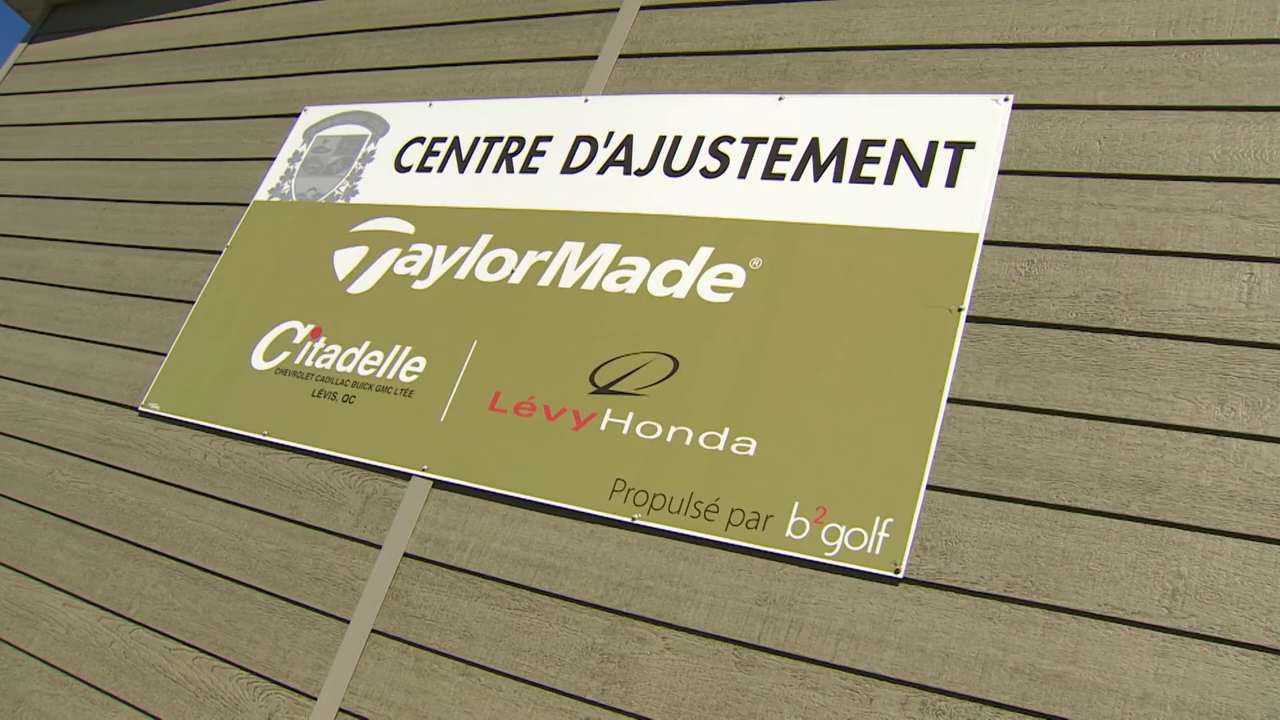 CENTRE D'AJUSTEMENT
TaylorMade®
Citadelle
CHEVROLET CADILLAC BUICK GMC LTÉE
LÉVIS, QC
LévyHonda
Propulsé par b²golf